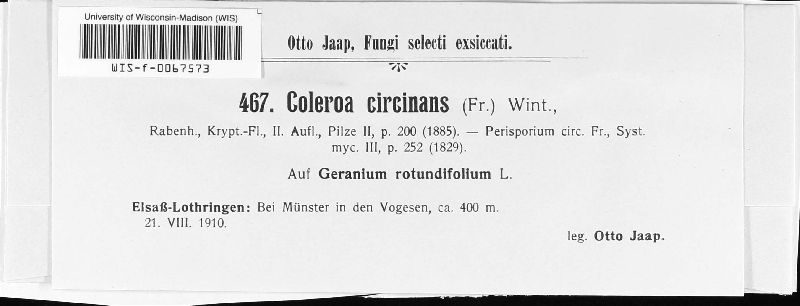 University of Wisconsin-Madison (WIS)
WIS-f-0067573
Otto Jaap, Fungi selecti exsiccati.
467. Coleroa circinans (Fr.) Wint.,
Rabenh., Krypt.-Fl., II. Aufl., Pilze II, p. 200 (1885). — Perisporium circ. Fr., Syst.
myc. III, p. 252 (1829).
Auf Geranium rotundifolium L.
Elsaß-Lothringen: Bei Münster in den Vogesen, ca. 400 m.
21. VIII. 1910.
leg. Otto Jaap.